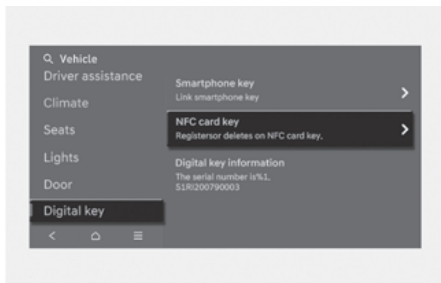 Vehicle
Driver assistance
Climate
Seats
Lights
Door
Digital key
Smartphone key
Link smartphone key
NFC card key
Registersor deletes on NFC card key.
Digital key information
The serial number is%1.
S1RI200790003